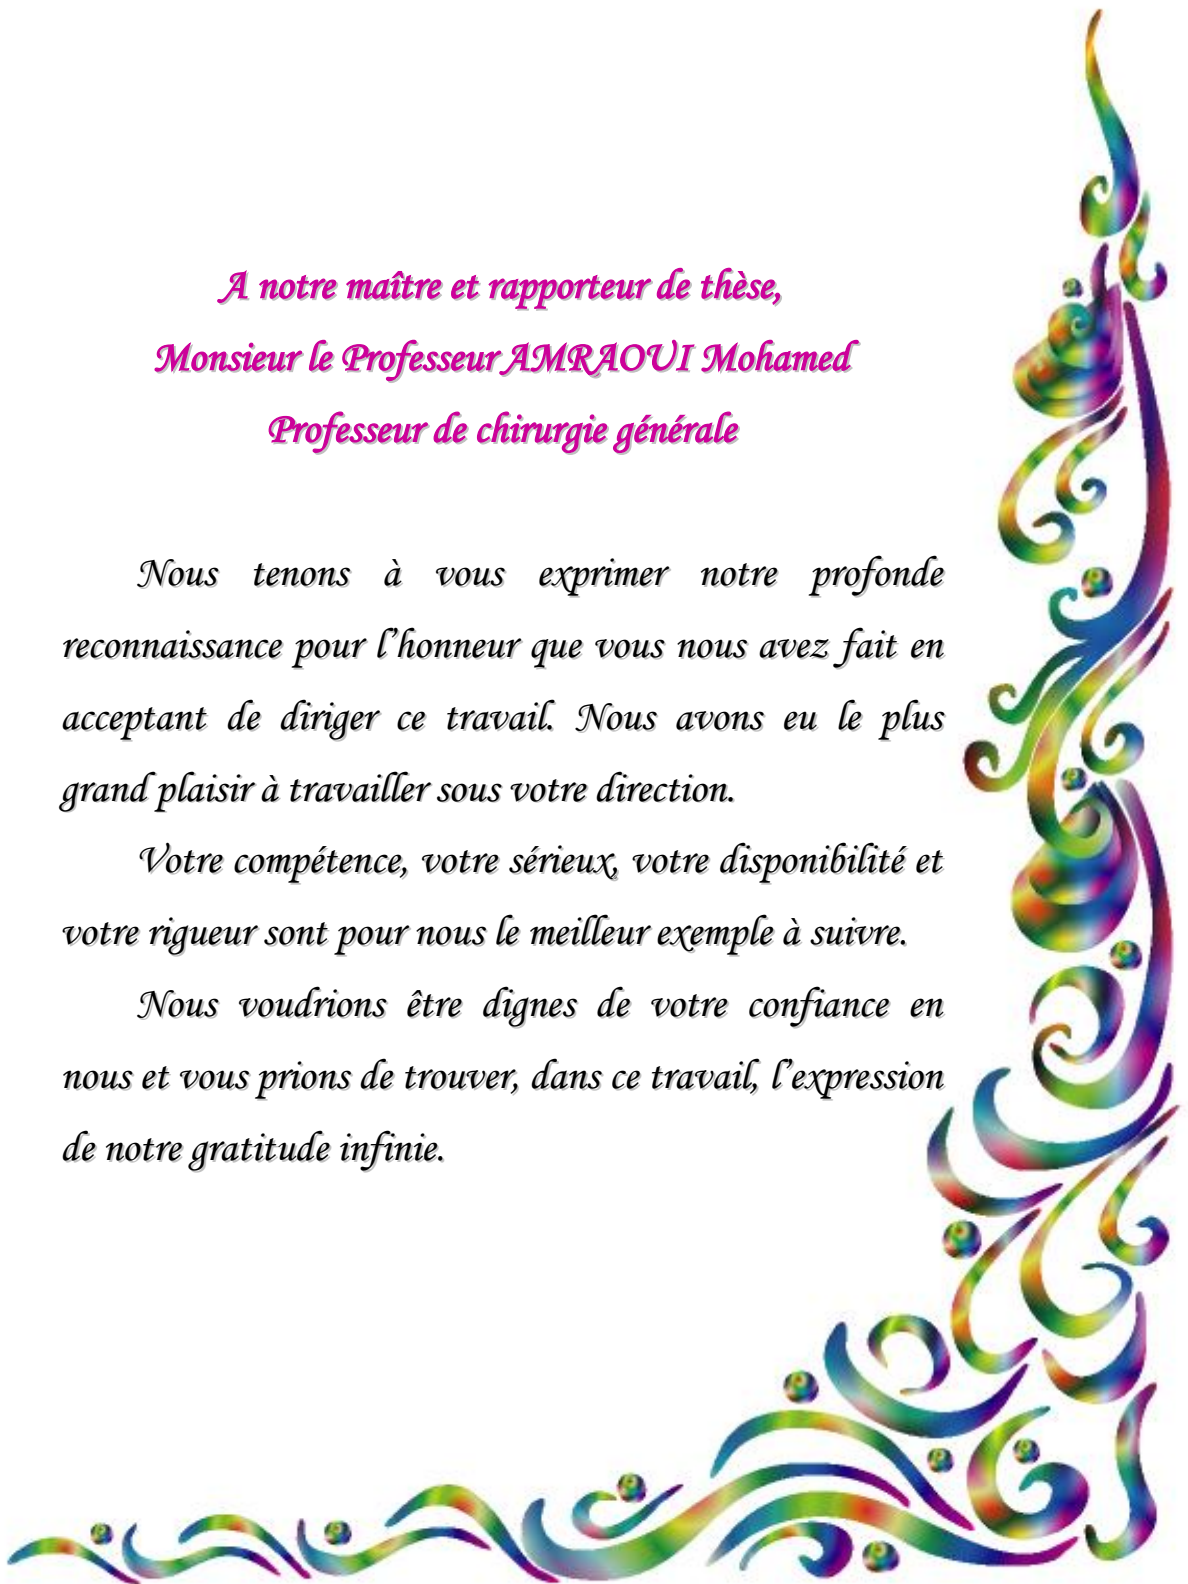 A notre maître et rapporteur de thèse,
Monsieur le Professeur AMRAOUI Mohamed
Professeur de chirurgie générale
Nous tenons à vous exprimer notre profonde
reconnaissance pour l’honneur que vous nous avez fait en
acceptant de diriger ce travail. Nous avons eu le plus
grand plaisir à travailler sous votre direction.
Votre compétence, votre sérieux, votre disponibilité et
votre rigueur sont pour nous le meilleur exemple à suivre.
Nous voudrions être dignes de votre confiance en
nous et vous prions de trouver, dans ce travail, l’expression
de notre gratitude infinie.